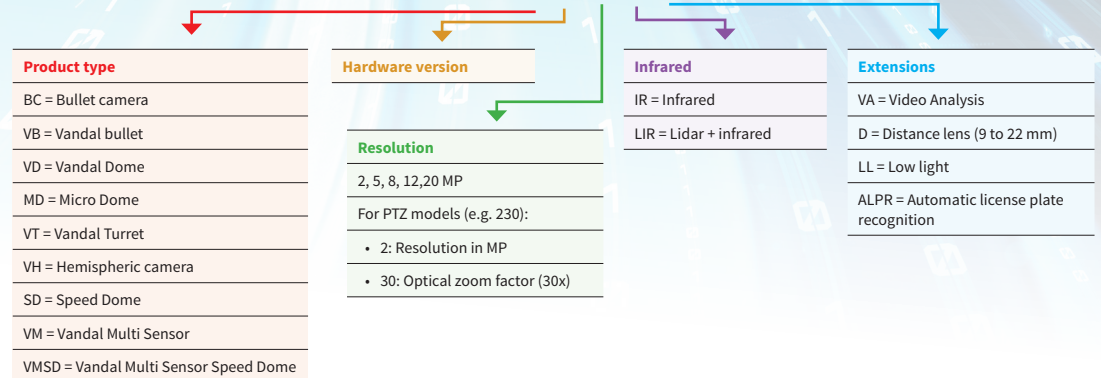 Product type
BC = Bullet camera
VB = Vandal bullet
VD = Vandal Dome
MD = Micro Dome
VT = Vandal Turret
VH = Hemispheric camera
SD = Speed Dome
VM = Vandal Multi Sensor
VMSD = Vandal Multi Sensor Speed Dome
Hardware version
Resolution
2, 5, 8, 12,20 MP
For PTZ models (e.g. 230):
• 2: Resolution in MP
• 30: Optical zoom factor (30x)
Infrared
IR = Infrared
LIR = Lidar + infrared
Extensions
VA = Video Analysis
D = Distance lens (9 to 22 mm)
LL = Low light
ALPR = Automatic license plate
recognition